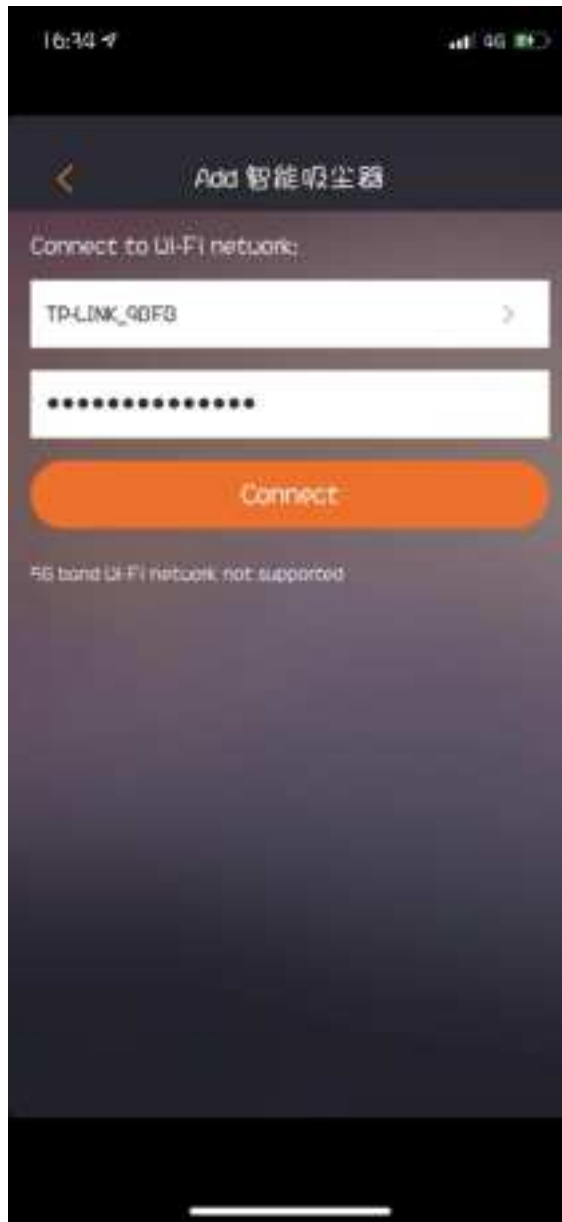 16:34
4G
Add 智能吸尘器
Connect to Wi-Fi network:
TP-LINK_9DFB
••••••••••••••
Connect
5G band Wi-Fi network not supported